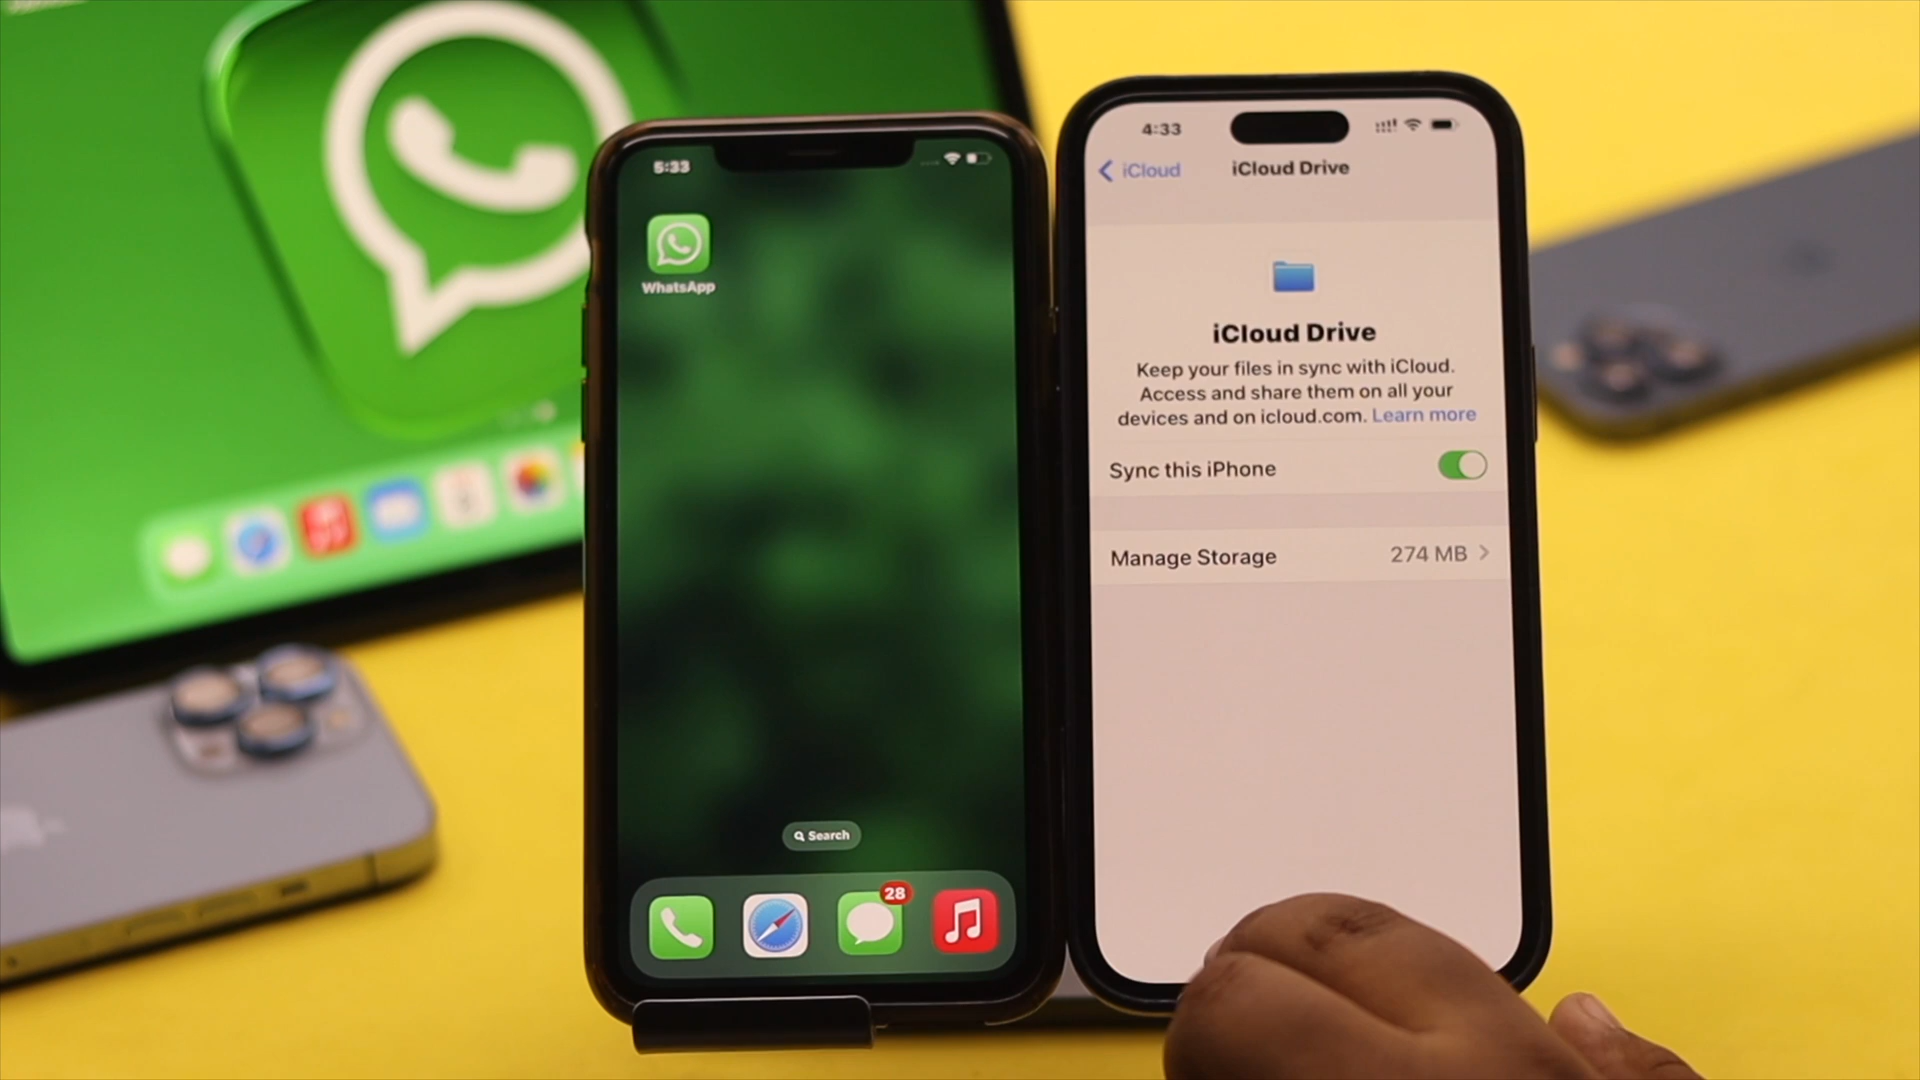 5:33
WhatsApp
Search
28
4:33
iCloud
iCloud Drive
iCloud Drive
Keep your files in sync with iCloud.
Access and share them on all your
devices and on icloud.com. Learn more
Sync this iPhone
Manage Storage 274 MB